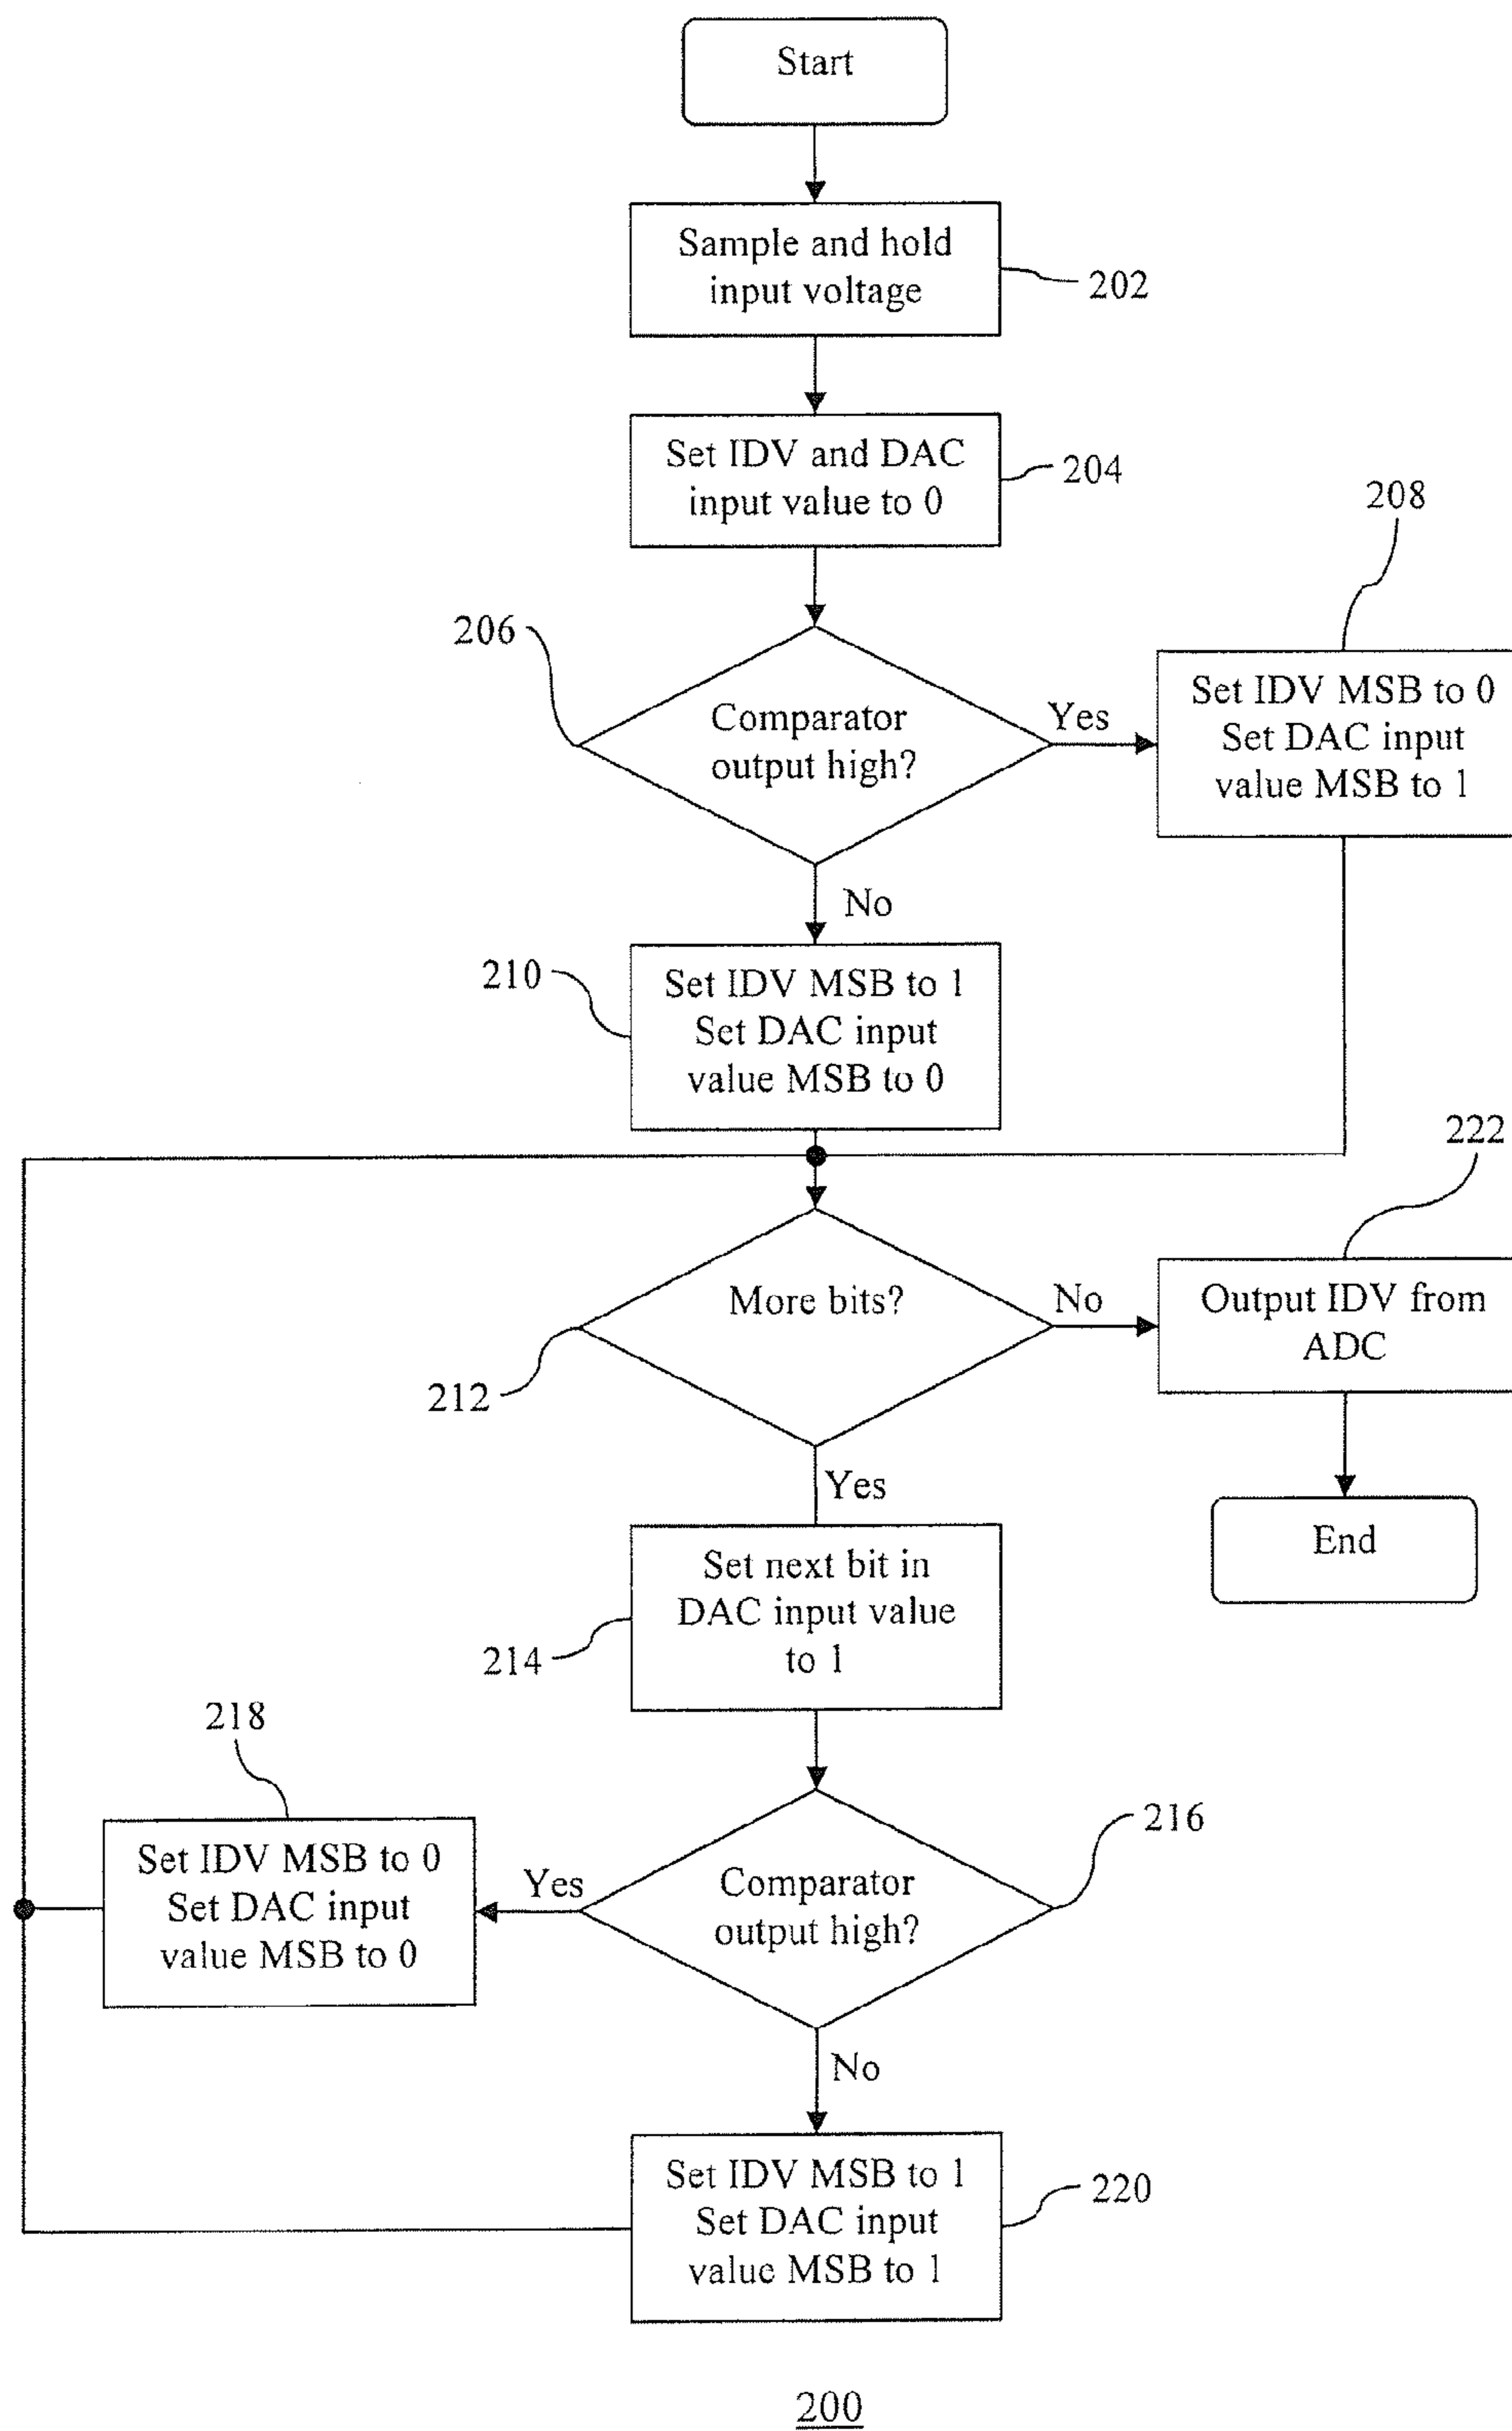 Start
Sample and hold
input voltage
202
Set IDV and DAC
input value to 0
204
208
206
Comparator
output high?
Yes
Set IDV MSB to 0
Set DAC input
value MSB to 1
No
210
Set IDV MSB to 1
Set DAC input
value MSB to 0
222
More bits?
No
Output IDV from
ADC
212
Yes
End
Set next bit in
DAC input value
to 1
214
218
216
Set IDV MSB to 0
Set DAC input
value MSB to 0
Yes
Comparator
output high?
No
Set IDV MSB to 1
Set DAC input
value MSB to 1
220
200